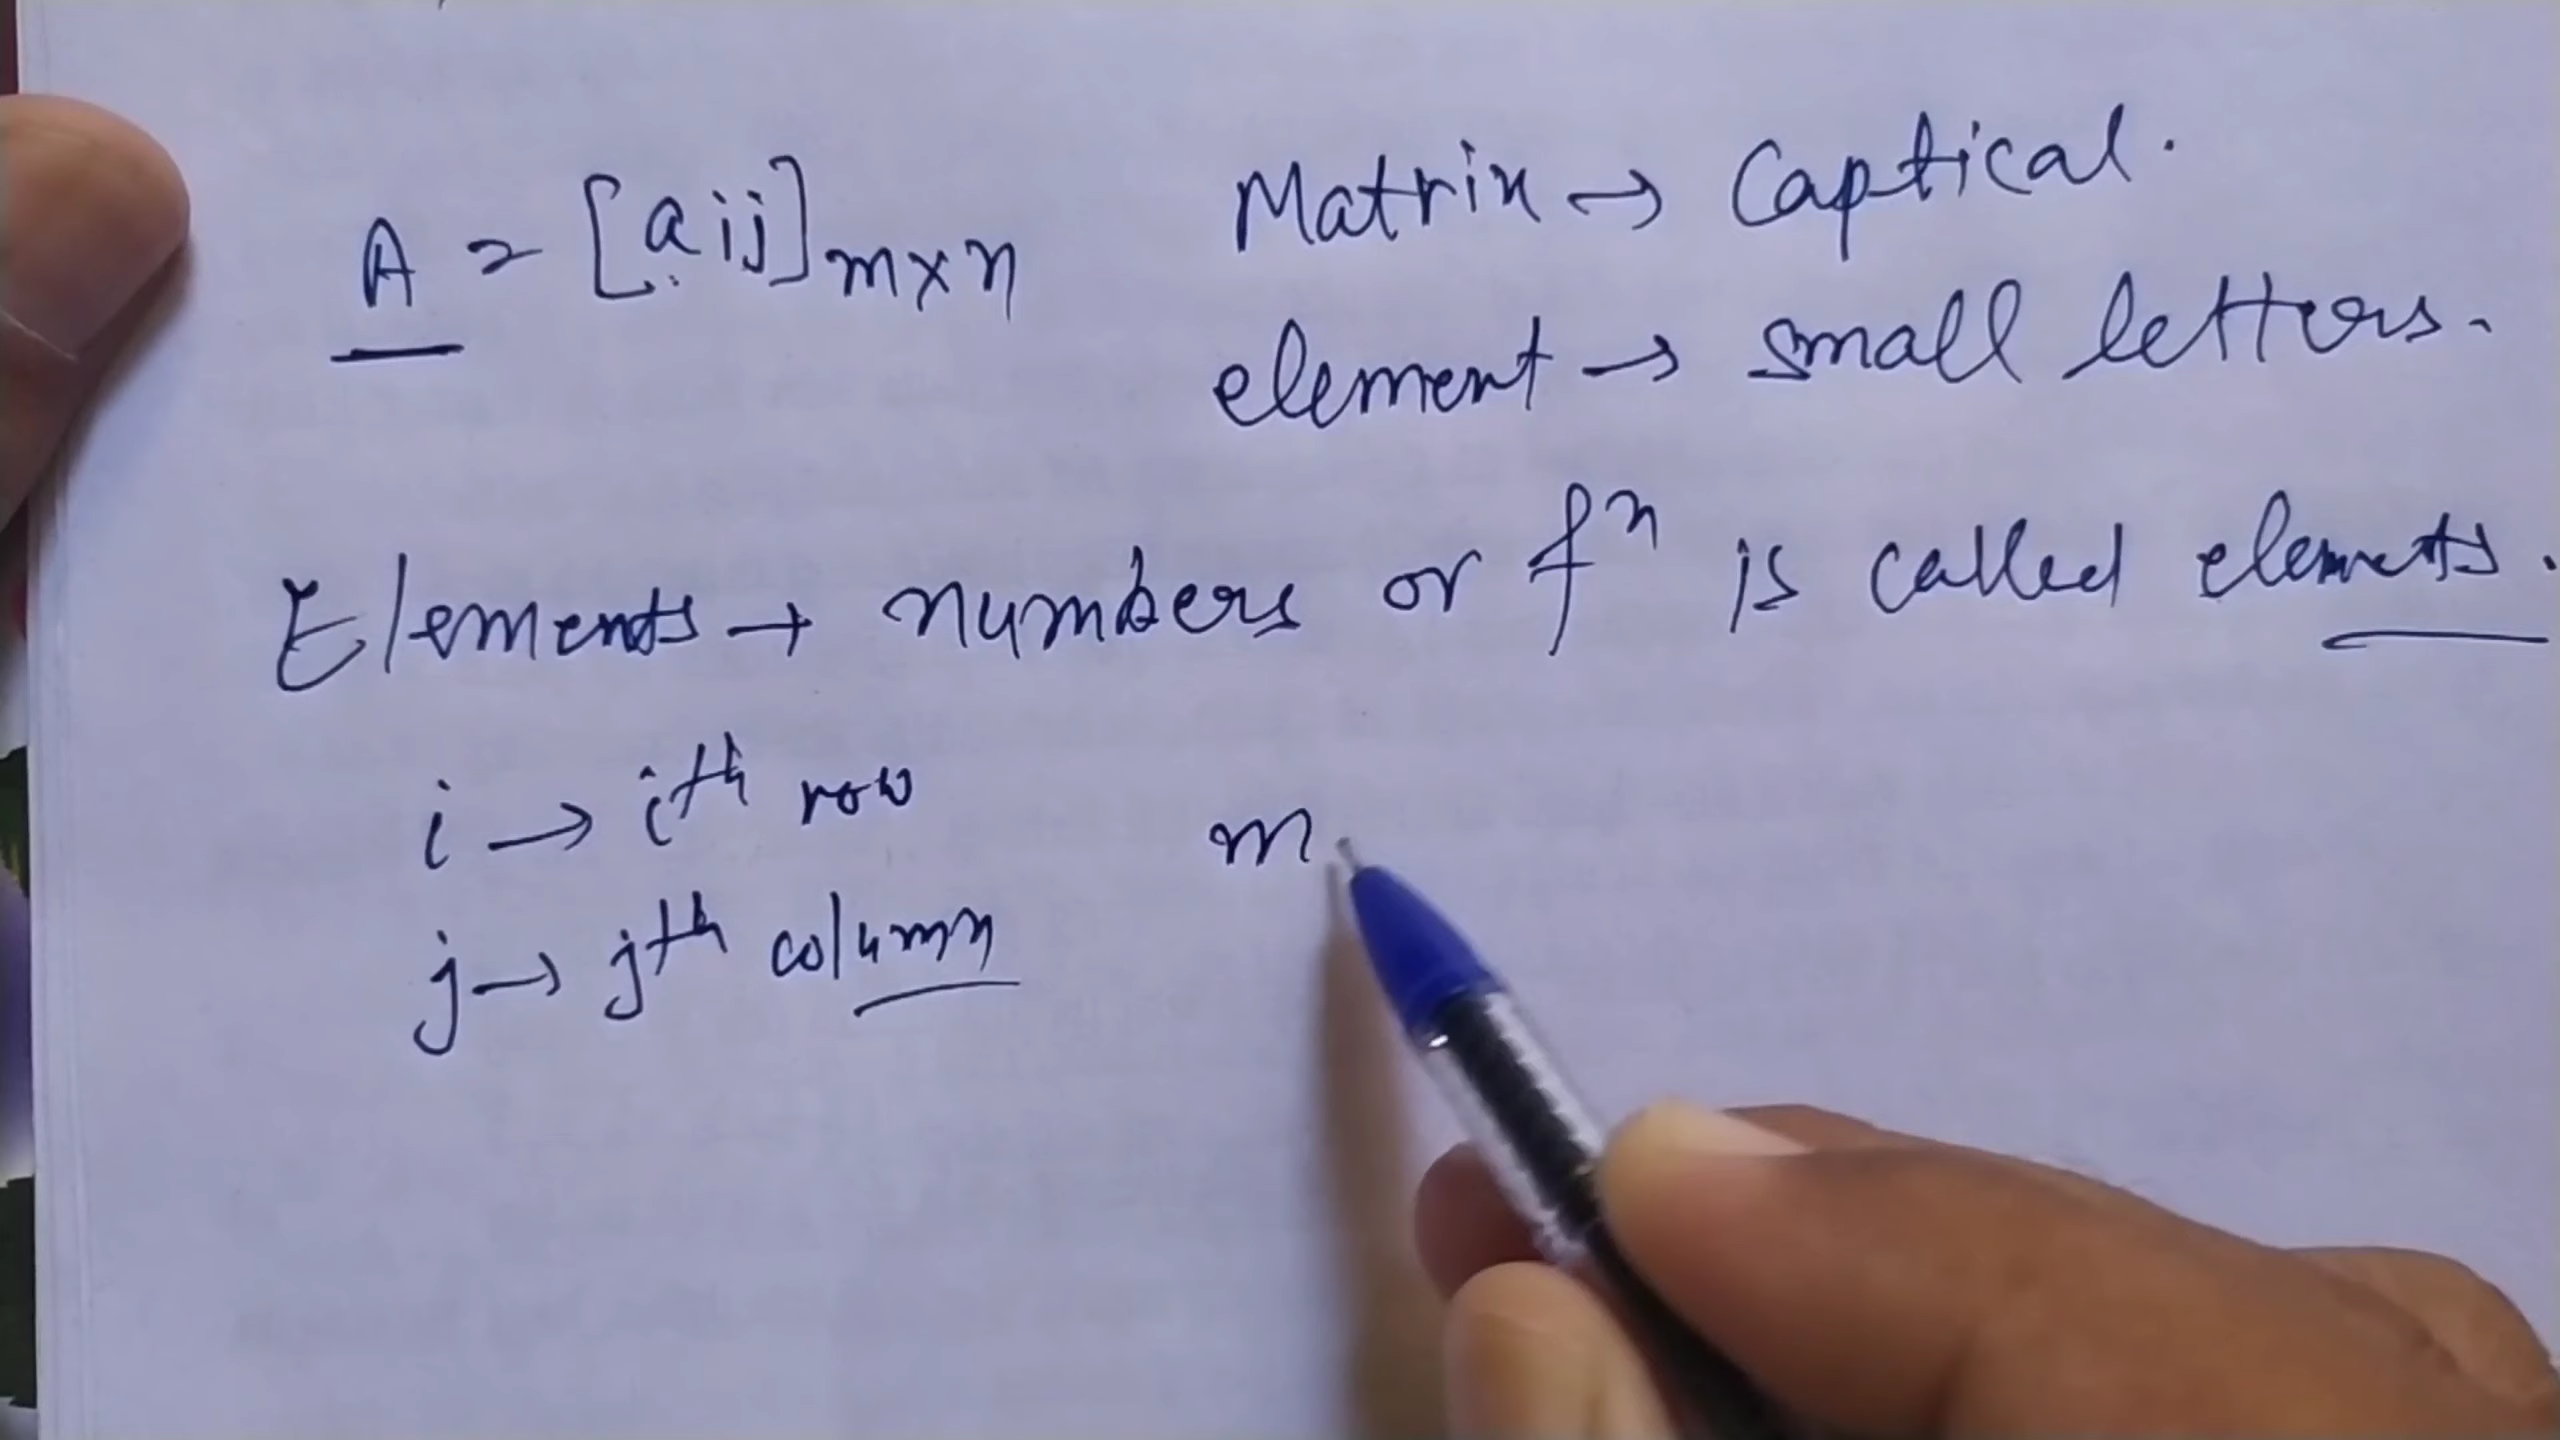 A = [aij]m×n
Matrix → Captical.
element → small letters.
Elements → numbers or fⁿ is called elements.
i → ith row
j → jth column
m